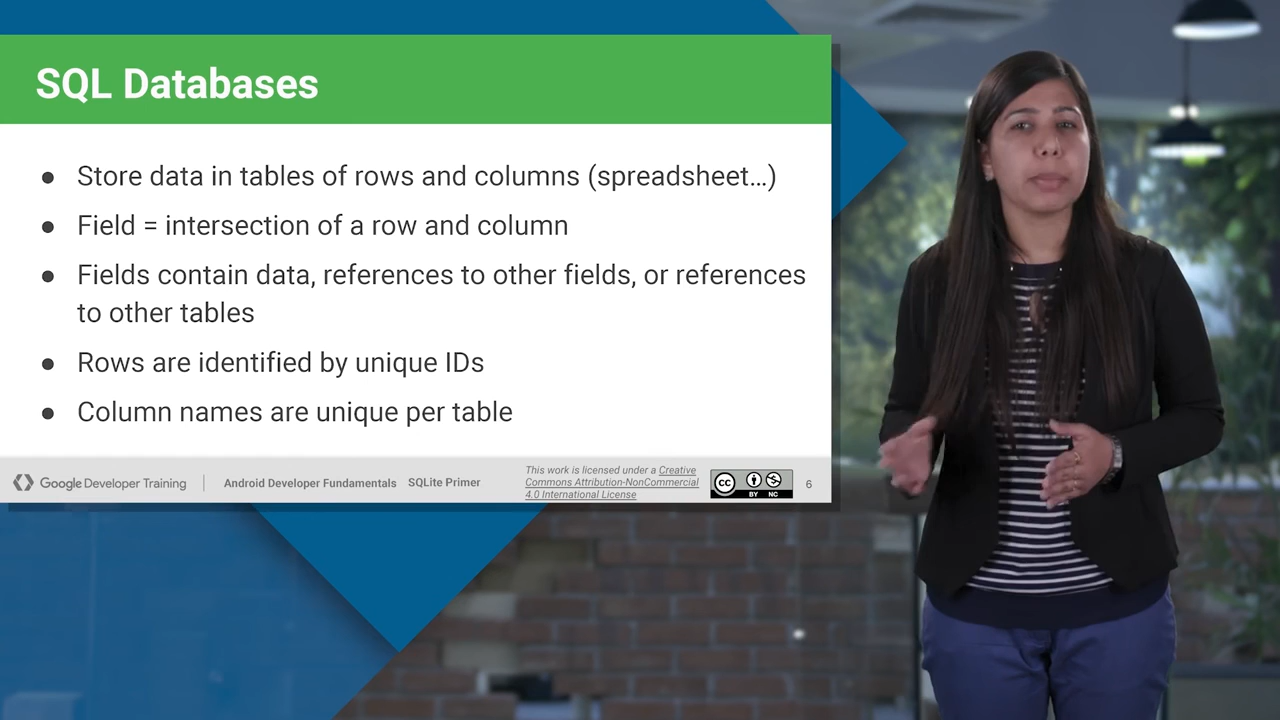 SQL Databases
● Store data in tables of rows and columns (spreadsheet…)
● Field = intersection of a row and column
● Fields contain data, references to other fields, or references
to other tables
● Rows are identified by unique IDs
● Column names are unique per table
Google Developer Training
Android Developer Fundamentals
SQLite Primer
This work is licensed under a Creative
Commons Attribution-NonCommercial
4.0 International License
CC
BY NC
6